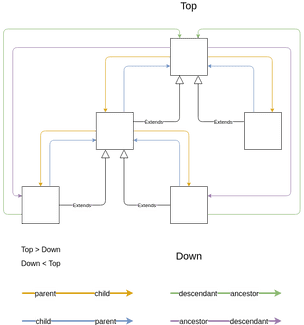 Top
Extends
Extends
Extends
Extends
Top > Down
Down < Top
Down
parent child
descendant ancestor
child parent
ancestor descendant